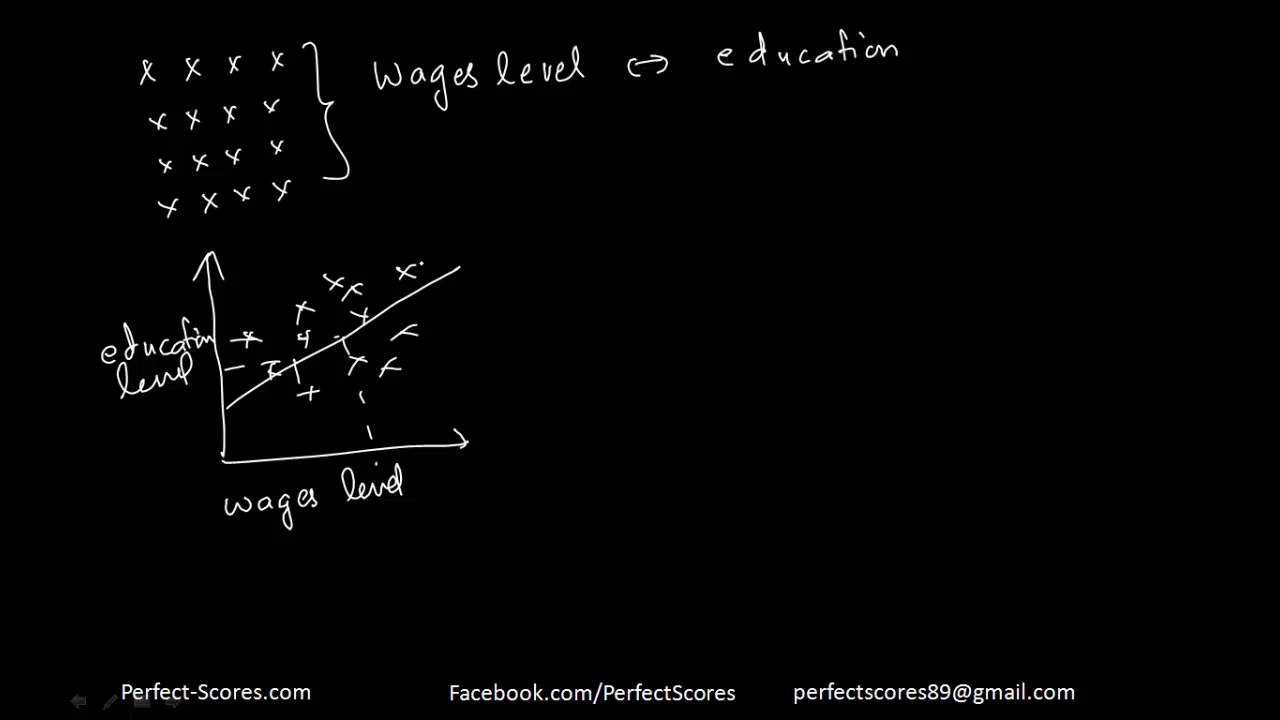 x x x x
x x x x
x x x x
x x x x
Wages level ↔ education
education
level
wages level
Perfect-Scores.com
Facebook.com/PerfectScores
perfectscores89@gmail.com